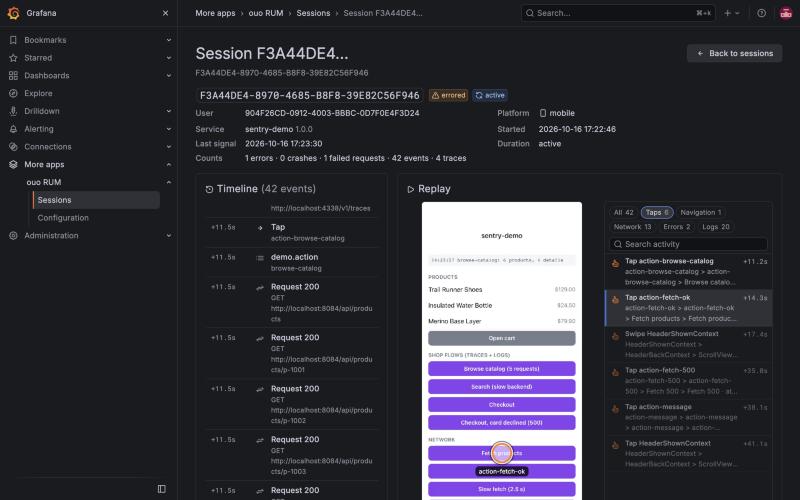 Grafana
More apps › ouo RUM › Sessions › Session F3A44DE4...
Search...
⌘+k
Bookmarks
Starred
Dashboards
Explore
Drilldown
Alerting
Connections
More apps
ouo RUM
Sessions
Configuration
Administration
Session F3A44DE4...
Back to sessions
F3A44DE4-8970-4685-B8F8-39E82C56F946
F3A44DE4-8970-4685-B8F8-39E82C56F946 errored active
User 904F26CD-0912-4003-BBBC-0D7F0E4F3D24
Platform mobile
Service sentry-demo 1.0.0
Started 2026-10-16 17:22:46
Last signal 2026-10-16 17:23:30
Duration active
Counts 1 errors · 0 crashes · 1 failed requests · 42 events · 4 traces
Timeline (42 events)
http://localhost:4338/v1/traces
+11.5s Tap
action-browse-catalog
+11.5s demo.action
browse-catalog
+11.5s Request 200
GET
http://localhost:8084/api/produ
cts
+11.5s Request 200
GET
http://localhost:8084/api/produ
cts/p-1001
+11.5s Request 200
GET
http://localhost:8084/api/produ
cts/p-1002
+11.5s Request 200
GET
http://localhost:8084/api/produ
cts/p-1003
+11.5s Request 200
Replay
sentry-demo
browse-catalog: 6 products, 4 details
PRODUCTS
Trail Runner Shoes $129.00
Insulated Water Bottle $24.50
Merino Base Layer $79.90
Open cart
SHOP FLOWS (TRACES + LOGS)
Browse catalog (5 requests)
Search (slow backend)
Checkout
Checkout, card declined (500)
NETWORK
Fetch products
action-fetch-ok
Slow fetch (2.5 s)
All 42 Taps 6 Navigation 1
Network 13 Errors 2 Logs 20
Search activity
Tap action-browse-catalog +11.2s
action-browse-catalog > action-
browse-catalog > Browse catalo...
Tap action-fetch-ok +14.3s
action-fetch-ok > action-fetch-ok
> Fetch products > Fetch produc...
Swipe HeaderShownContext +17.4s
HeaderShownContext >
HeaderBackContext > ScrollView...
Tap action-fetch-500 +35.8s
action-fetch-500 > action-fetch-
500 > Fetch 500 > Fetch 500 · at...
Tap action-message +38.1s
action-message > action-message
> action-message > action-...
Tap HeaderShownContext +41.1s
HeaderShownContext >
HeaderBackContext > ScrollView...